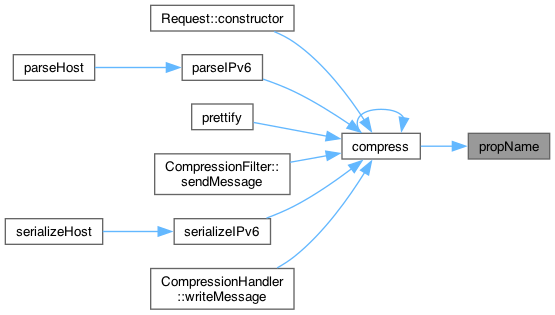 Request::constructor
parseHost
parseIPv6
prettify
compress
propName
CompressionFilter::
sendMessage
serializeHost
serializeIPv6
CompressionHandler
::writeMessage